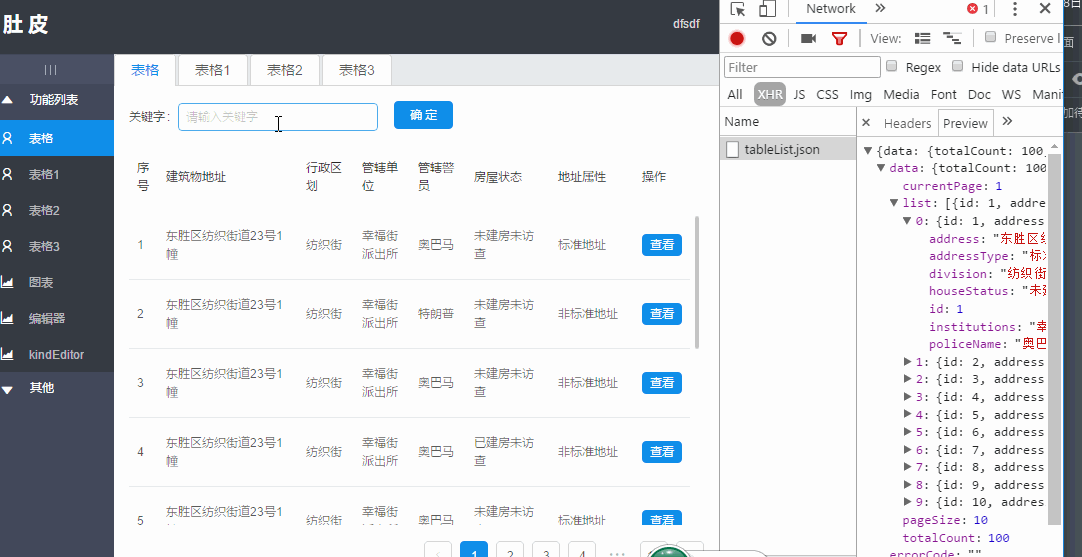 肚皮
dfsdf
功能列表
表格
表格1
表格2
表格3
图表
编辑器
kindEditor
其他
表格 表格1 表格2 表格3
关键字: 请输入关键字 确 定
序号 建筑物地址 行政区划 管辖单位 管辖警员 房屋状态 地址属性 操作
1 东胜区纺织街道23号1幢 纺织街 幸福街派出所 奥巴马 未建房未访查 标准地址 查看
2 东胜区纺织街道23号1幢 纺织街 幸福街派出所 特朗普 未建房未访查 非标准地址 查看
3 东胜区纺织街道23号1幢 纺织街 幸福街派出所 奥巴马 未建房未访查 非标准地址 查看
4 东胜区纺织街道23号1幢 纺织街 幸福街派出所 奥巴马 已建房未访查 非标准地址 查看
5 东胜区纺织街道23号1 纺织街 奥巴马 未建房未访 标准地址 查看
< 1 2 3 4 •••
Network » 1
View: Preserve l
Filter Regex Hide data URLs
All XHR JS CSS Img Media Font Doc WS Mani
Name
tableList.json
× Headers Preview »
▼{data: {totalCount: 100,
▼data: {totalCount: 100
currentPage: 1
▼list: [{id: 1, addre
▼0: {id: 1, address
address: "东胜区
addressType: "标
division: "纺织街
houseStatus: "未
id: 1
institutions: "幸
policeName: "奥巴
▶1: {id: 2, address
▶2: {id: 3, address
▶3: {id: 4, address
▶4: {id: 5, address
▶5: {id: 6, address
▶6: {id: 7, address
▶7: {id: 8, address
▶8: {id: 9, address
▶9: {id: 10, addres
pageSize: 10
totalCount: 100
errorCode: ""
8日
面
加待